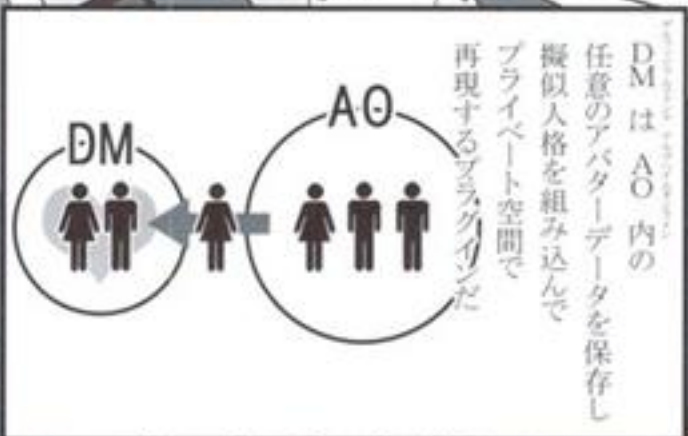 DM は AO 内の
任意のアバターデータを保存し
擬似人格を組み込んで
プライベート空間で
再現するプラグインだ
AO
DM